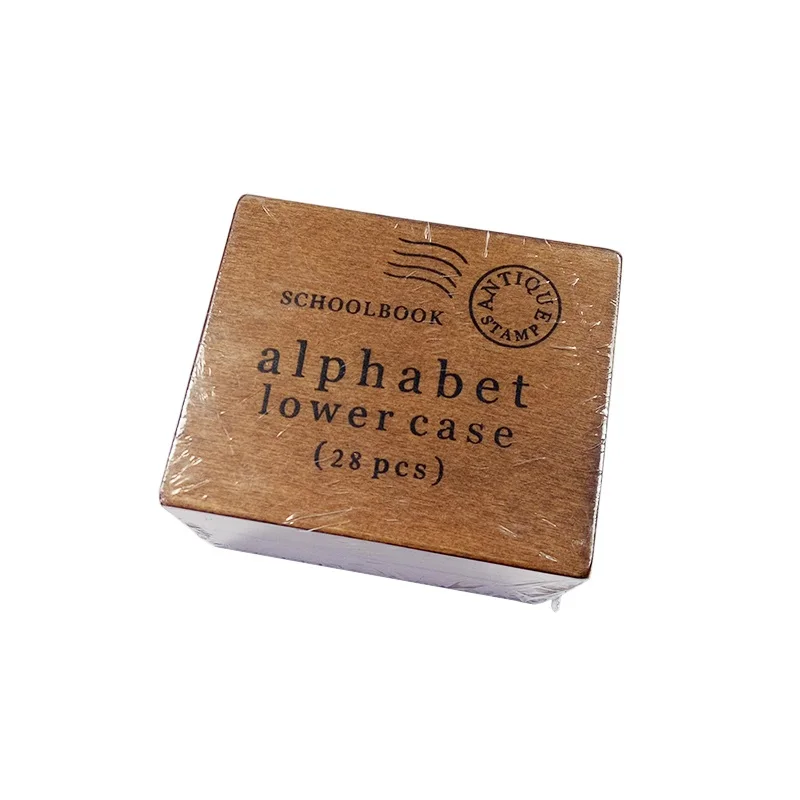 ANTIQUE
STAMP
SCHOOLBOOK
alphabet
lower case
(28 pcs)